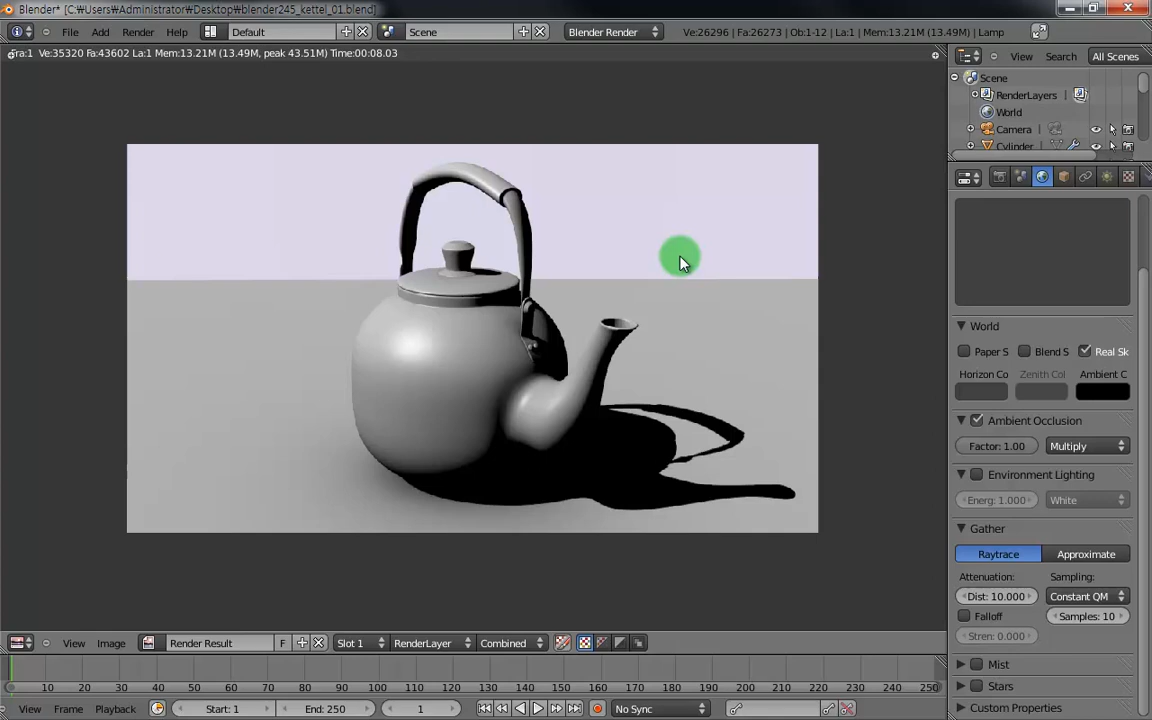 Blender* [C:₩Users₩Administrator₩Desktop₩blender245_kettel_01.blend]
File Add Render Help Default Scene Blender Render Ve:26296 | Fa:26273 | Ob:1-12 | La:1 | Mem:13.21M (13.49M) | Lamp
Fra:1 Ve:35320 Fa:43602 La:1 Mem:13.21M (13.49M, peak 43.51M) Time:00:08.03
View Search All Scenes
Scene
RenderLayers
World
Camera
Cylinder
World
Paper S Blend S Real Sk
Horizon Co Zenith Col Ambient C
Ambient Occlusion
Factor: 1.00 Multiply
Environment Lighting
Energ: 1.000 White
Gather
Raytrace Approximate
Attenuation: Sampling:
Dist: 10.000 Constant QM
Falloff Samples: 10
Stren: 0.000
Mist
Stars
Custom Properties
View Image Render Result F Slot 1 RenderLayer Combined
10 20 30 40 50 60 70 80 90 100 110 120 130 140 150 160 170 180 190 200 210 220 230 240 250
View Frame Playback Start: 1 End: 250 1 No Sync